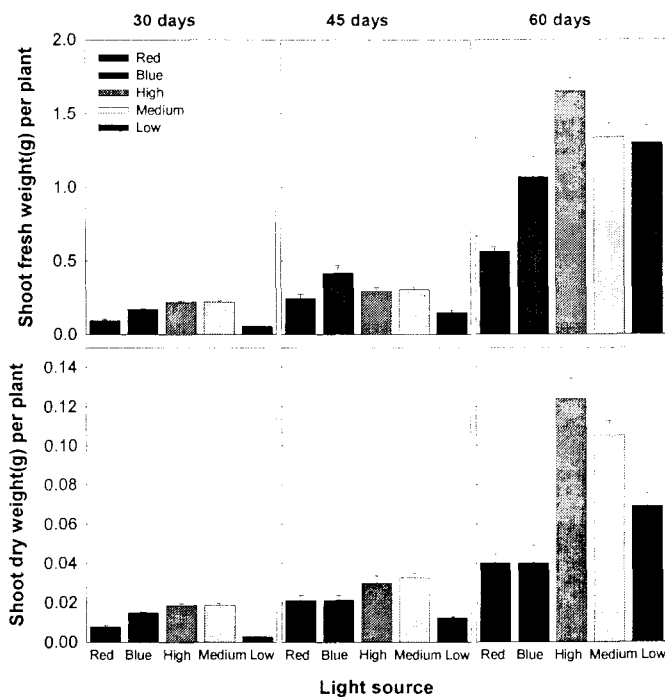 30 days 45 days 60 days
Shoot fresh weight(g) per plant
2.0
1.5
1.0
0.5
0.0
Red
Blue
High
Medium
Low
Shoot dry weight(g) per plant
0.14
0.12
0.10
0.08
0.06
0.04
0.02
0.00
Red Blue High Medium Low Red Blue High Medium Low Red Blue High Medium Low
Light source